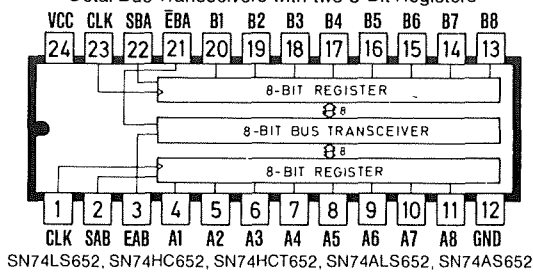 Octal Bus Transceivers with two 8-Bit Registers
VCC CLK SBA E̅BA B1 B2 B3 B4 B5 B6 B7 B8
24 23 22 21 20 19 18 17 16 15 14 13
8-BIT REGISTER
8
8-BIT BUS TRANSCEIVER
8
8-BIT REGISTER
1 2 3 4 5 6 7 8 9 10 11 12
CLK SAB EAB A1 A2 A3 A4 A5 A6 A7 A8 GND
SN74LS652, SN74HC652, SN74HCT652, SN74ALS652, SN74AS652